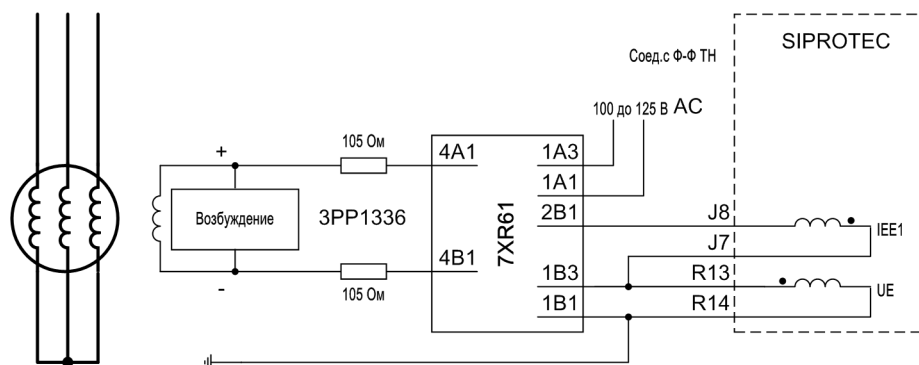 SIPROTEC
Соед.с Ф-Ф ТН
100 до 125 В AC
105 Ом
+
4A1
1A3
1A1
2B1
J8
IEE1
Возбуждение
3PP1336
7XR61
J7
4B1
1B3
R13
UE
-
105 Ом
1B1
R14